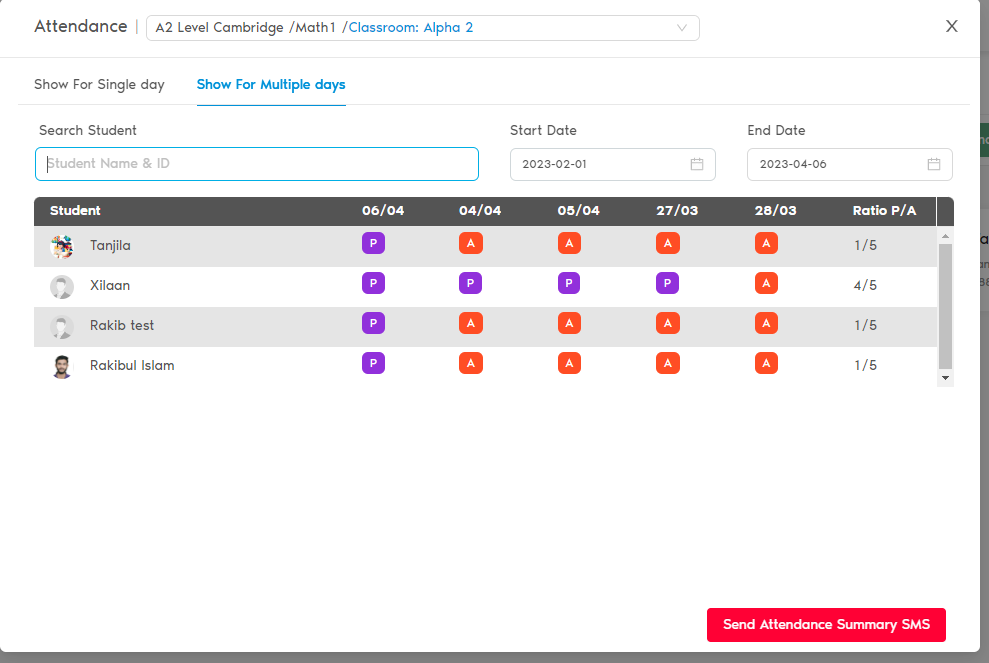 Attendance | A2 Level Cambridge /Math1 /Classroom: Alpha 2 X
Show For Single day Show For Multiple days
Search Student Start Date End Date
Student Name & ID 2023-02-01 2023-04-06
Student 06/04 04/04 05/04 27/03 28/03 Ratio P/A
Tanjila P A A A A 1/5
Xilaan P P P P A 4/5
Rakib test P A A A A 1/5
Rakibul Islam P A A A A 1/5
Send Attendance Summary SMS